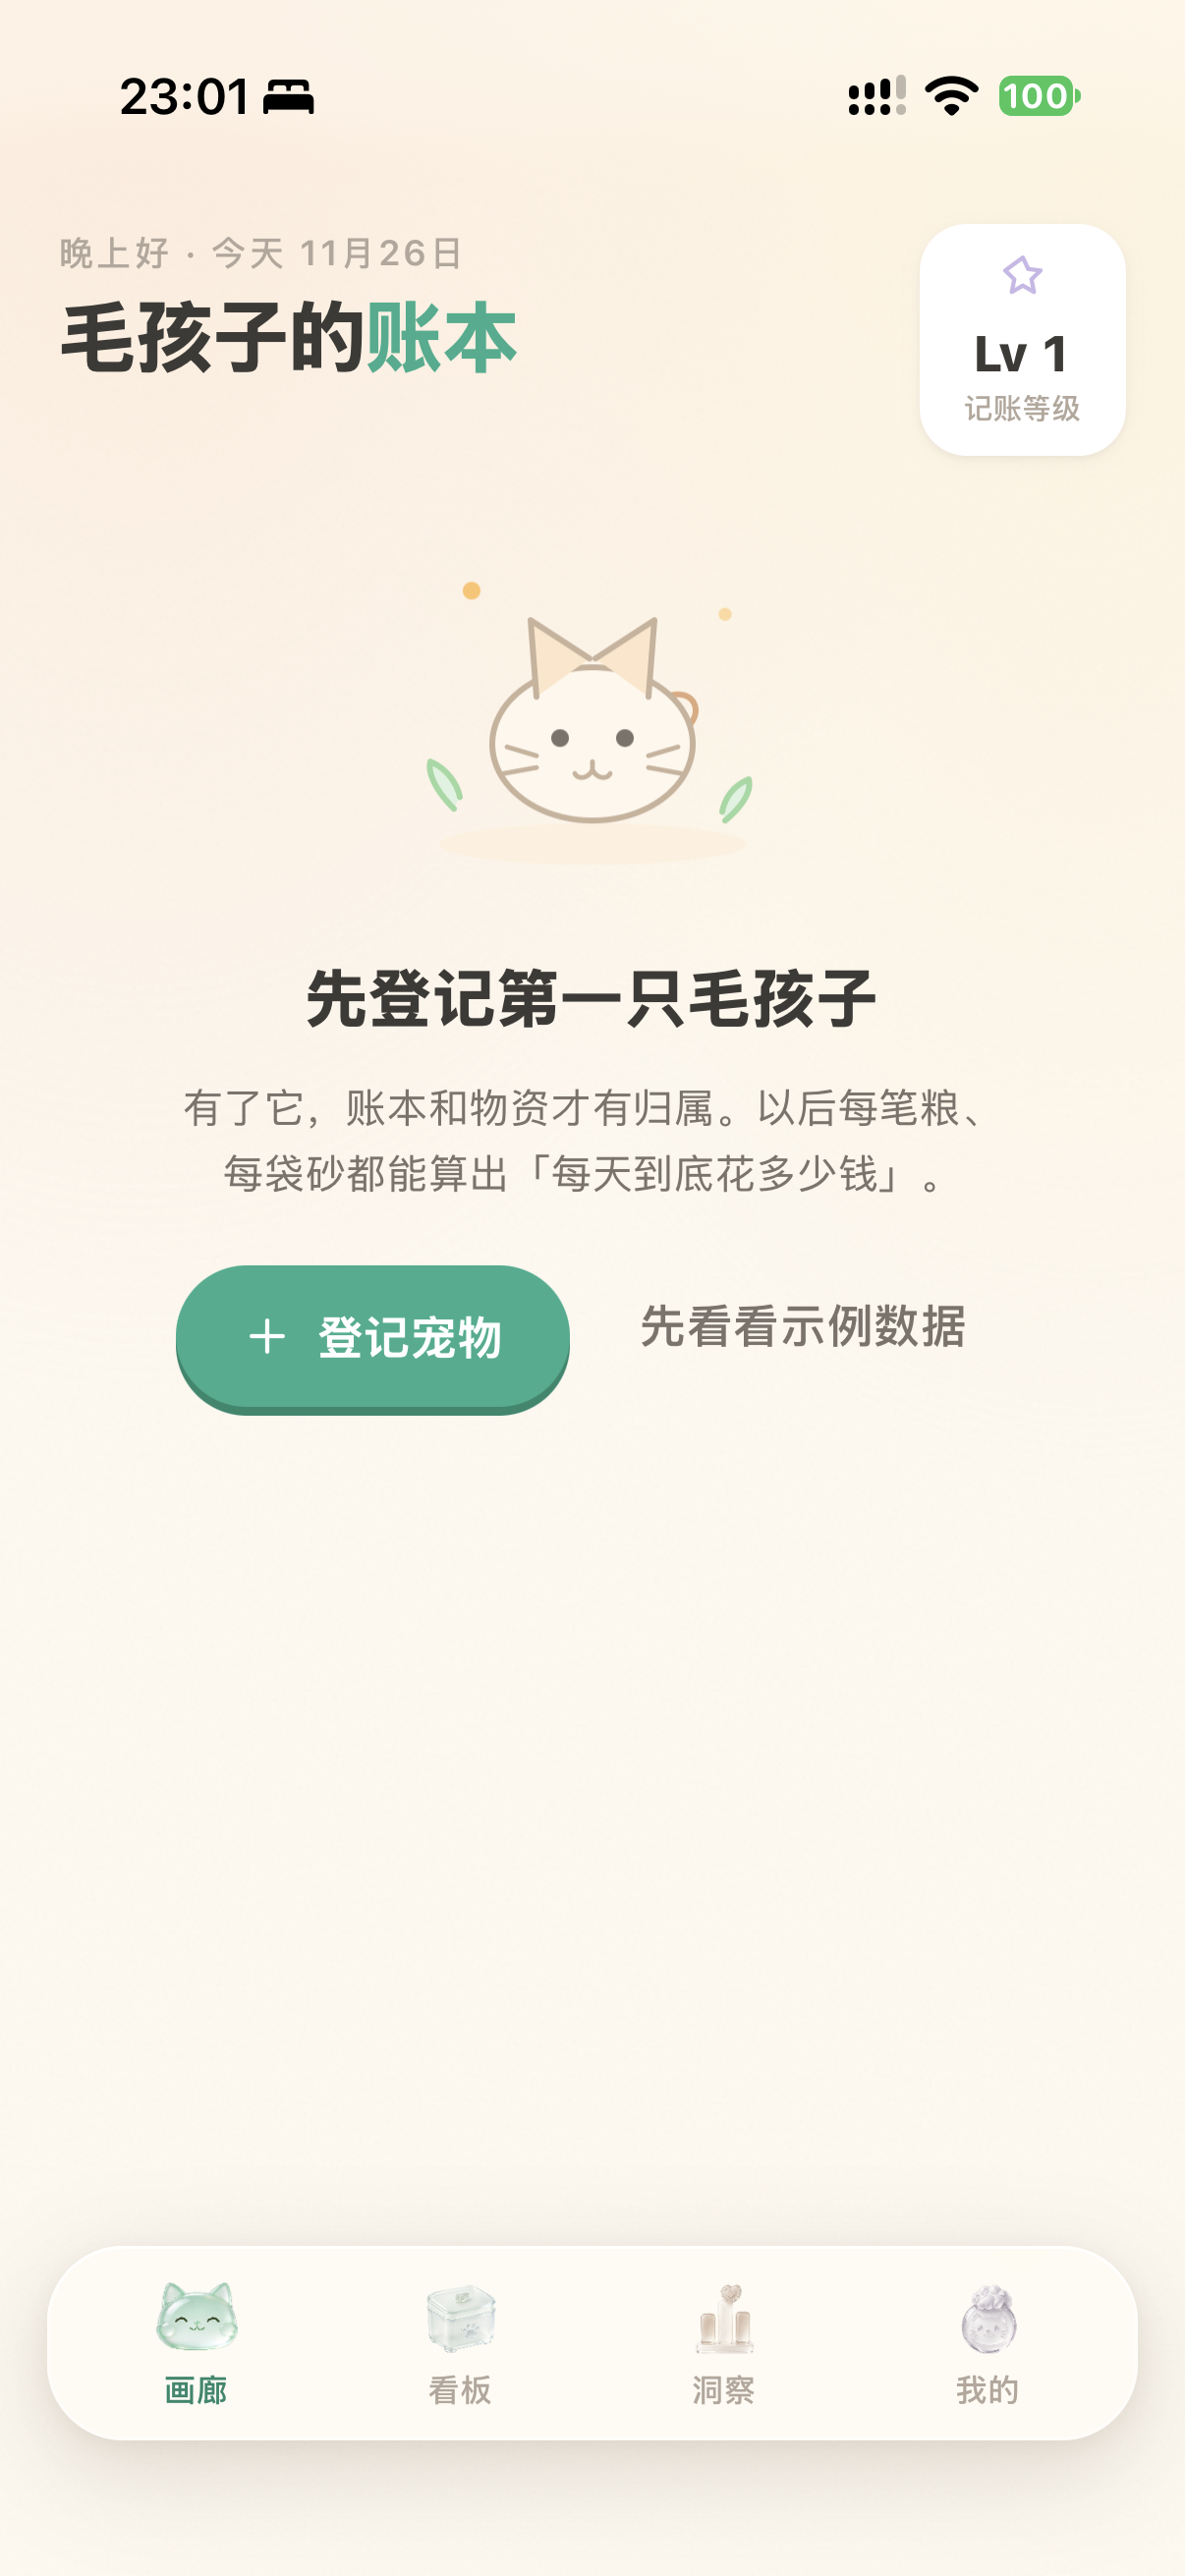 23:01
100
晚上好 · 今天 11月26日
毛孩子的账本
Lv 1
记账等级
先登记第一只毛孩子
有了它，账本和物资才有归属。以后每笔粮、
每袋砂都能算出「每天到底花多少钱」。
+ 登记宠物
先看看示例数据
画廊
看板
洞察
我的